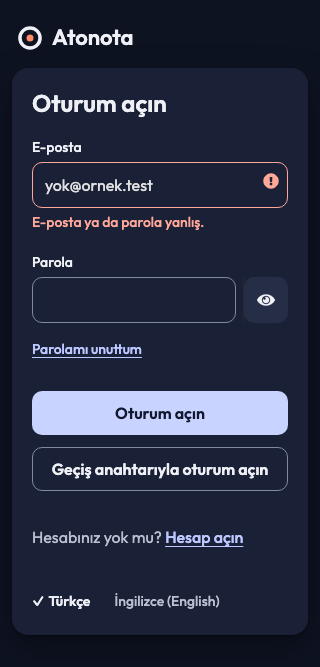 Atonota
Oturum açın
E-posta
yok@ornek.test
E-posta ya da parola yanlış.
Parola
Parolamı unuttum
Oturum açın
Geçiş anahtarıyla oturum açın
Hesabınız yok mu? Hesap açın
Türkçe İngilizce (English)